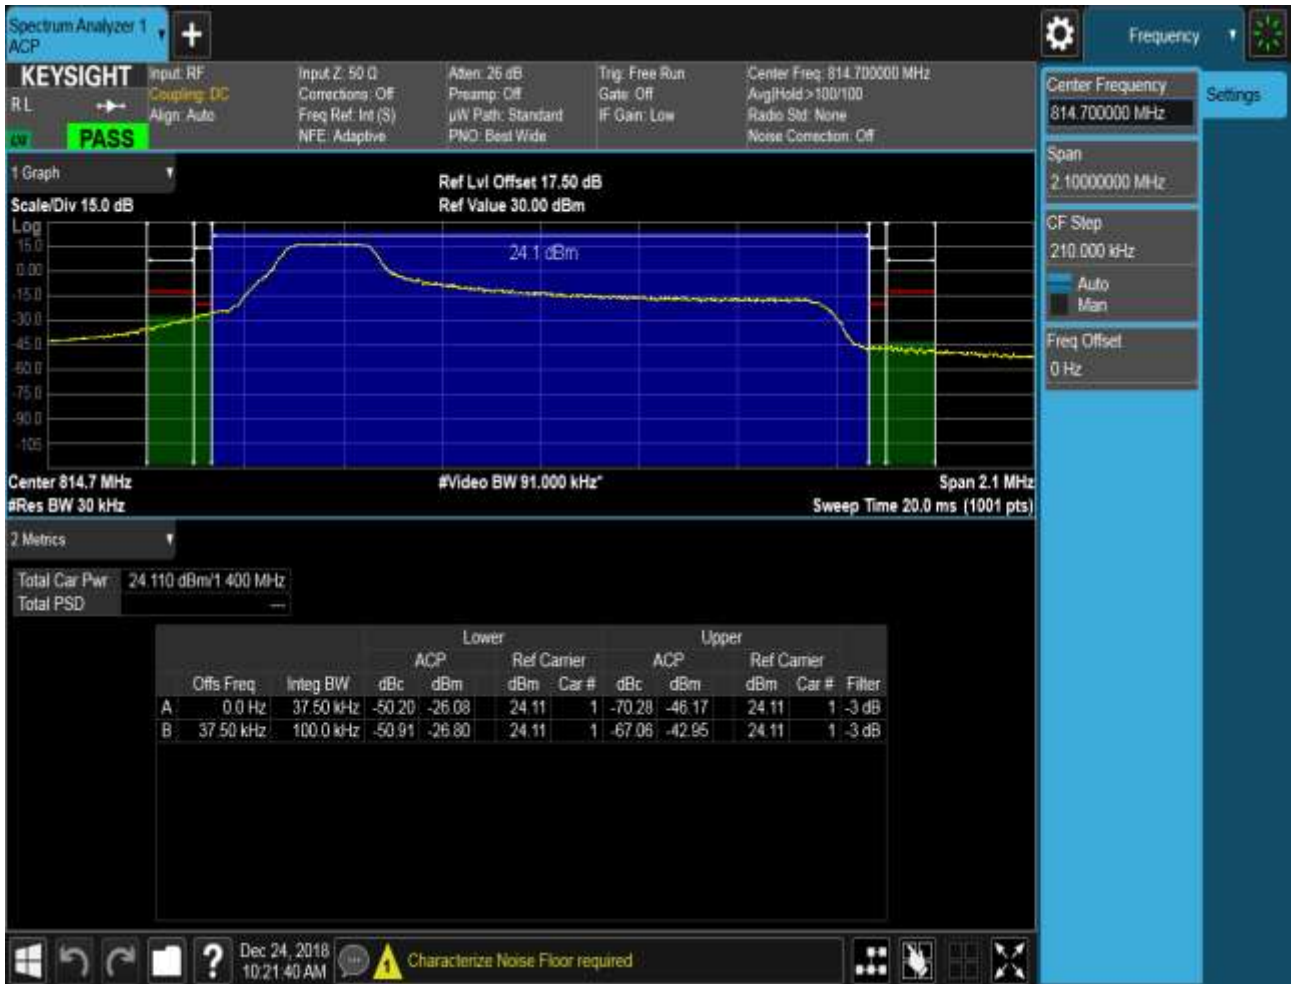 Spectrum Analyzer 1
ACP
Frequency
KEYSIGHT
R L
PASS
Input: RF
Coupling: DC
Align: Auto
Input Z: 50 Ω
Corrections: Off
Freq Ref: Int (S)
NFE: Adaptive
Atten: 26 dB
Preamp: Off
µW Path: Standard
PNO: Best Wide
Trig: Free Run
Gate: Off
IF Gain: Low
Center Freq: 814.700000 MHz
Avg|Hold:>100/100
Radio Std: None
Noise Correction: Off
Center Frequency
814.700000 MHz
Settings
Span
2.10000000 MHz
CF Step
210.000 kHz
Auto
Man
Freq Offset
0 Hz
1 Graph
Scale/Div 15.0 dB
Ref Lvl Offset 17.50 dB
Ref Value 30.00 dBm
Log
15.0
0.00
-15.0
-30.0
-45.0
-60.0
-75.0
-90.0
-105
24.1 dBm
Center 814.7 MHz
#Video BW 91.000 kHz*
Span 2.1 MHz
#Res BW 30 kHz
Sweep Time 20.0 ms (1001 pts)
2 Metrics
Total Car Pwr 24.110 dBm/1.400 MHz
Total PSD ---
Lower Upper
ACP Ref Carrier ACP Ref Carrier
Offs Freq Integ BW dBc dBm dBm Car # dBc dBm dBm Car # Filter
A 0.0 Hz 37.50 kHz -50.20 -26.08 24.11 1 -70.28 -46.17 24.11 1 -3 dB
B 37.50 kHz 100.0 kHz -50.91 -26.80 24.11 1 -67.06 -42.95 24.11 1 -3 dB
?
Dec 24, 2018
10:21:40 AM
1
Characterize Noise Floor required